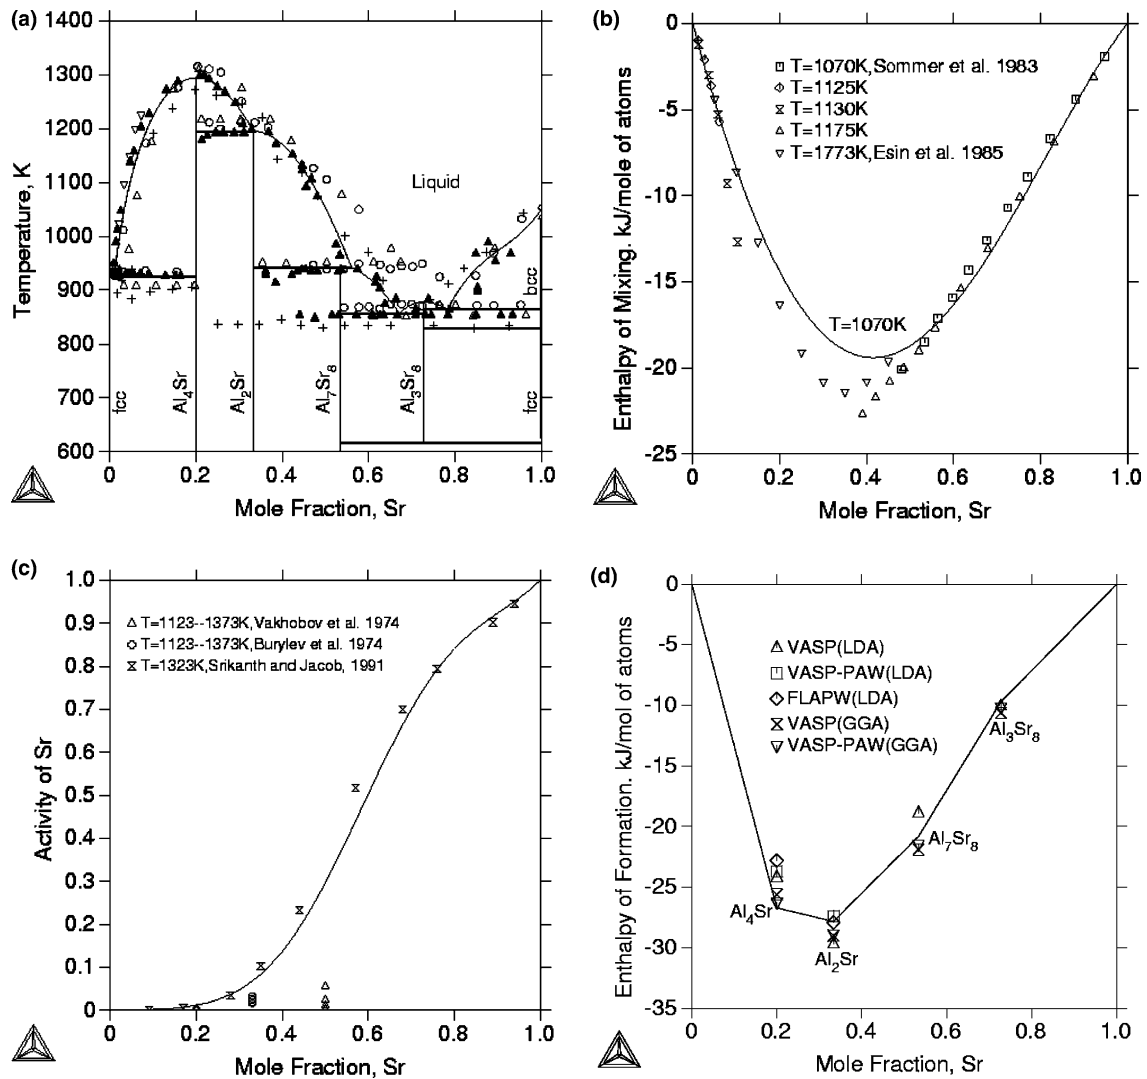 (a)
1400
1300
1200
1100
1000
900
800
700
600
Temperature, K
Liquid
fcc
Al4Sr
Al2Sr
Al7Sr8
Al3Sr8
bcc
fcc
0 0.2 0.4 0.6 0.8 1.0
Mole Fraction, Sr
(b)
0
-5
-10
-15
-20
-25
Enthalpy of Mixing. kJ/mole of atoms
T=1070K,Sommer et al. 1983
T=1125K
T=1130K
T=1175K
T=1773K,Esin et al. 1985
T=1070K
0 0.2 0.4 0.6 0.8 1.0
Mole Fraction, Sr
(c)
1.0
0.9
0.8
0.7
0.6
0.5
0.4
0.3
0.2
0.1
0
Activity of Sr
T=1123--1373K,Vakhobov et al. 1974
T=1123--1373K,Burylev et al. 1974
T=1323K,Srikanth and Jacob, 1991
0 0.2 0.4 0.6 0.8 1.0
Mole Fraction, Sr
(d)
0
-5
-10
-15
-20
-25
-30
-35
Enthalpy of Formation. kJ/mol of atoms
VASP(LDA)
VASP-PAW(LDA)
FLAPW(LDA)
VASP(GGA)
VASP-PAW(GGA)
Al3Sr8
Al7Sr8
Al4Sr
Al2Sr
0 0.2 0.4 0.6 0.8 1.0
Mole Fraction, Sr